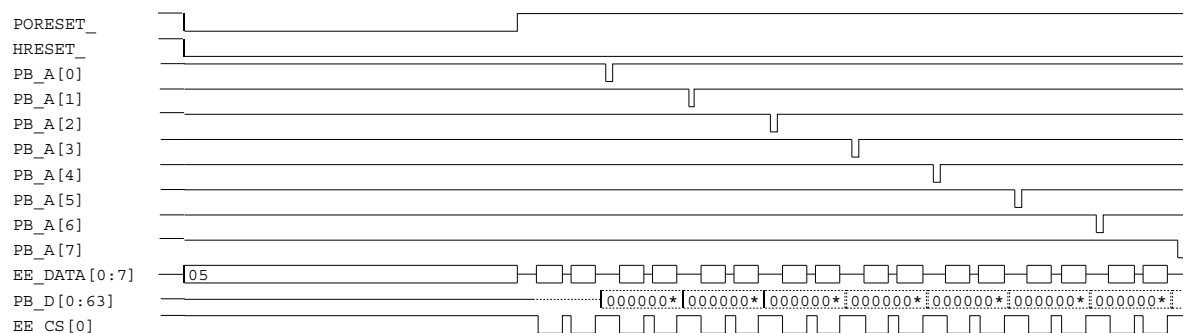 PORESET_
HRESET_
PB_A[0]
PB_A[1]
PB_A[2]
PB_A[3]
PB_A[4]
PB_A[5]
PB_A[6]
PB_A[7]
EE_DATA[0:7] 05
PB_D[0:63] 000000* 000000* 000000* 000000* 000000* 000000* 000000*
EE_CS[0]